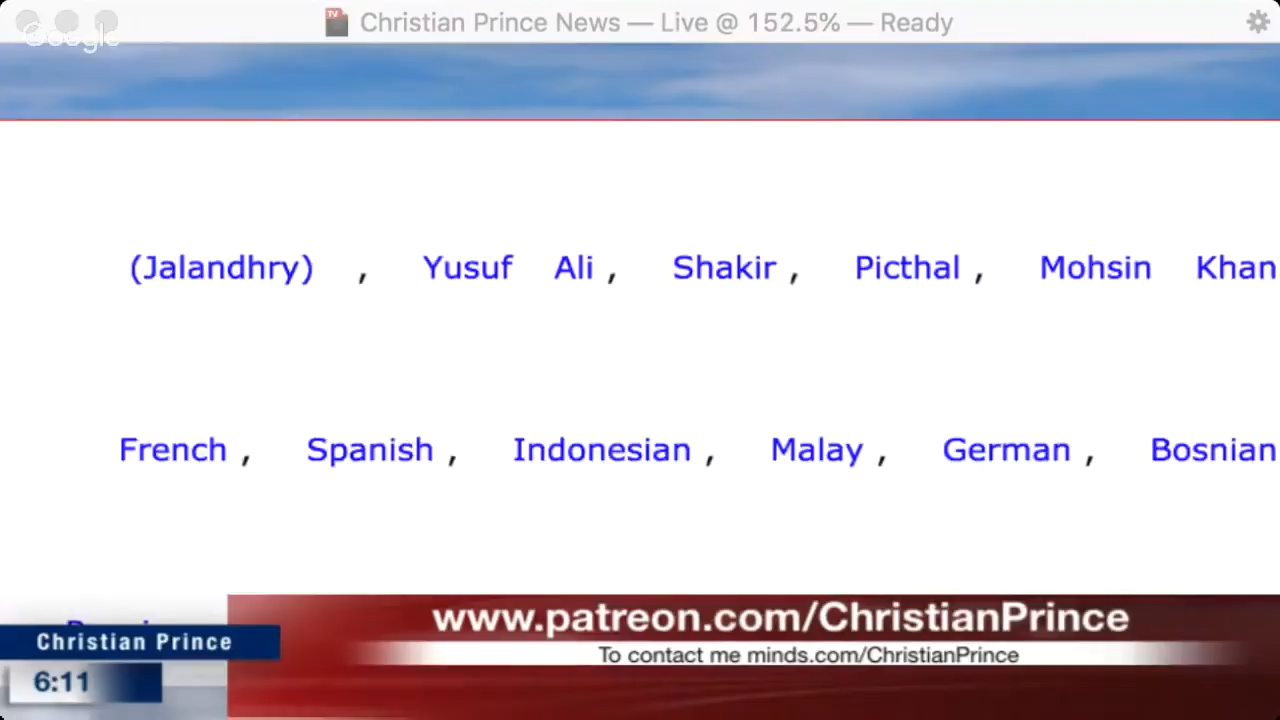 Christian Prince News — Live @ 152.5% — Ready
Google
(Jalandhry) , Yusuf Ali , Shakir , Picthal , Mohsin Khan
French , Spanish , Indonesian , Malay , German , Bosnian
www.patreon.com/ChristianPrince
Christian Prince
To contact me minds.com/ChristianPrince
6:11